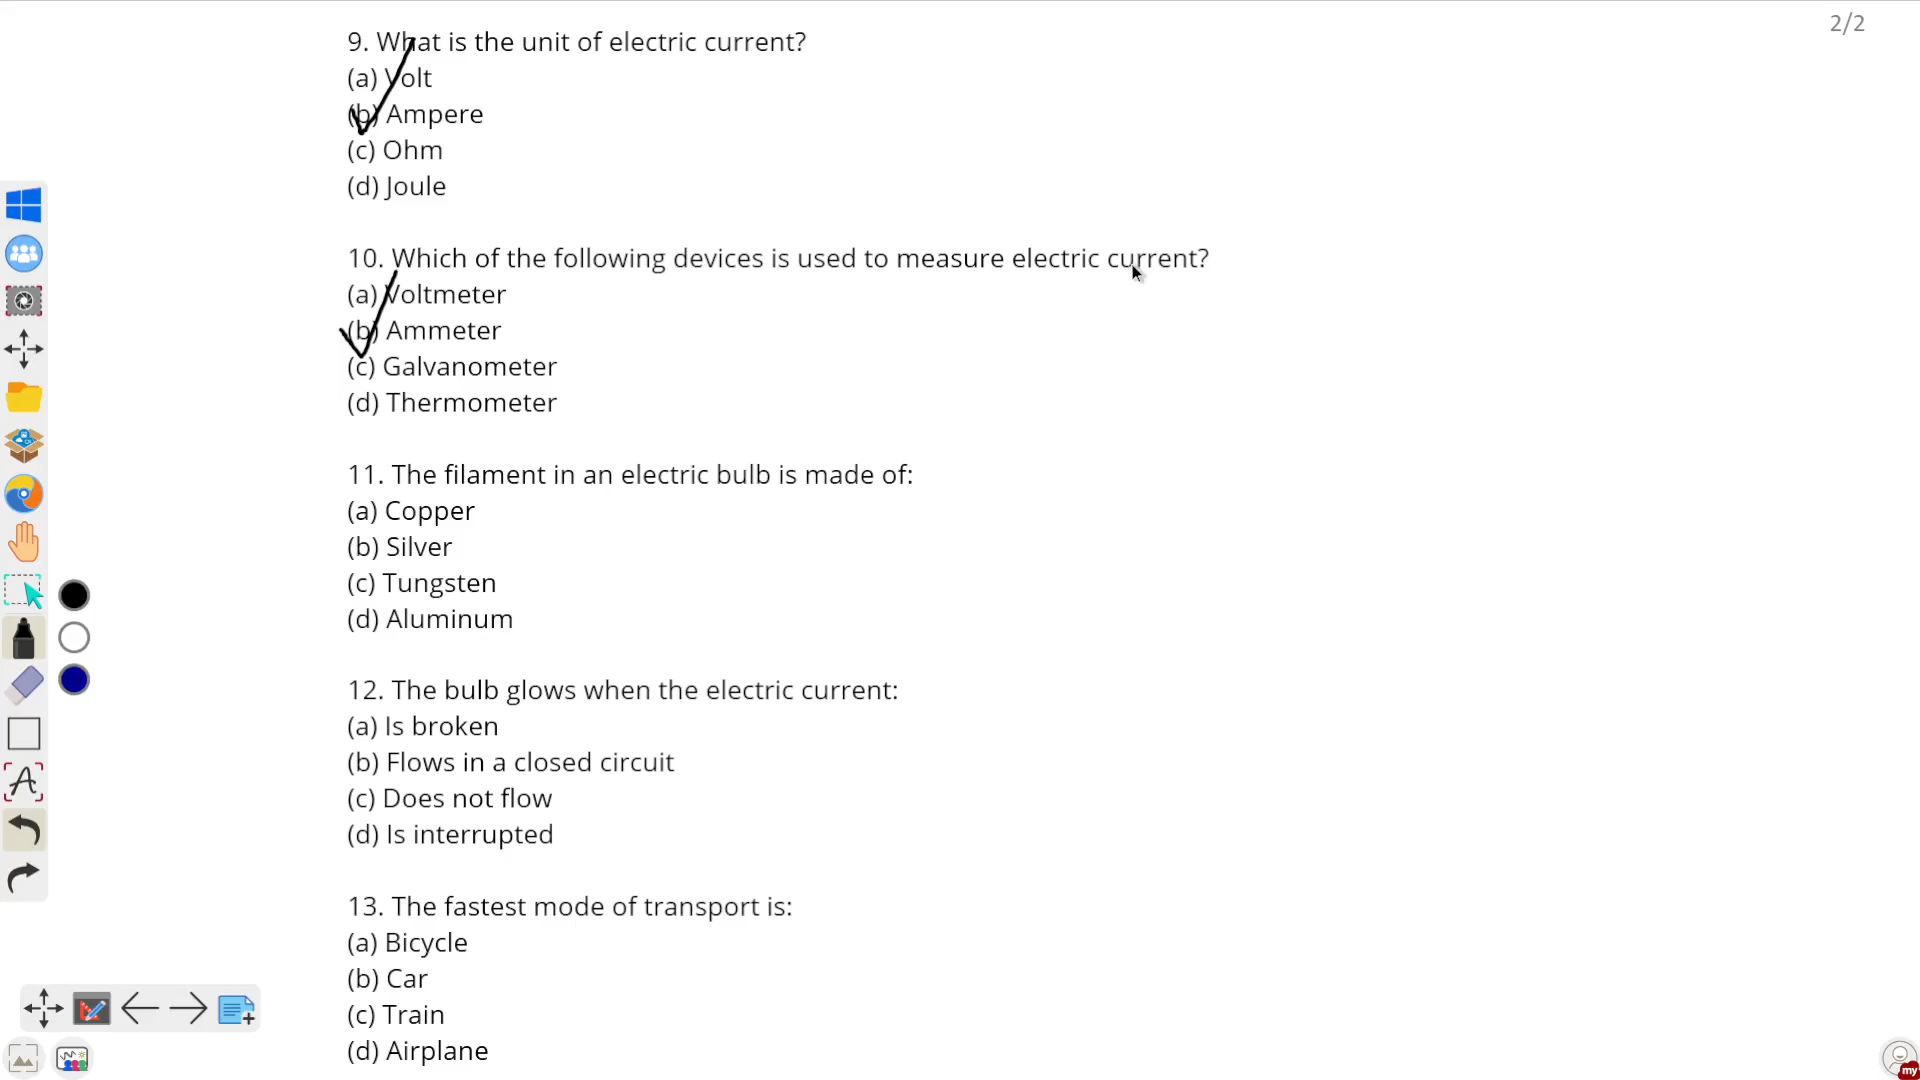 2/2
9. What is the unit of electric current?
(a) Volt
(b) Ampere
(c) Ohm
(d) Joule
10. Which of the following devices is used to measure electric current?
(a) Voltmeter
(b) Ammeter
(c) Galvanometer
(d) Thermometer
11. The filament in an electric bulb is made of:
(a) Copper
(b) Silver
(c) Tungsten
(d) Aluminum
12. The bulb glows when the electric current:
(a) Is broken
(b) Flows in a closed circuit
(c) Does not flow
(d) Is interrupted
13. The fastest mode of transport is:
(a) Bicycle
(b) Car
(c) Train
(d) Airplane
my